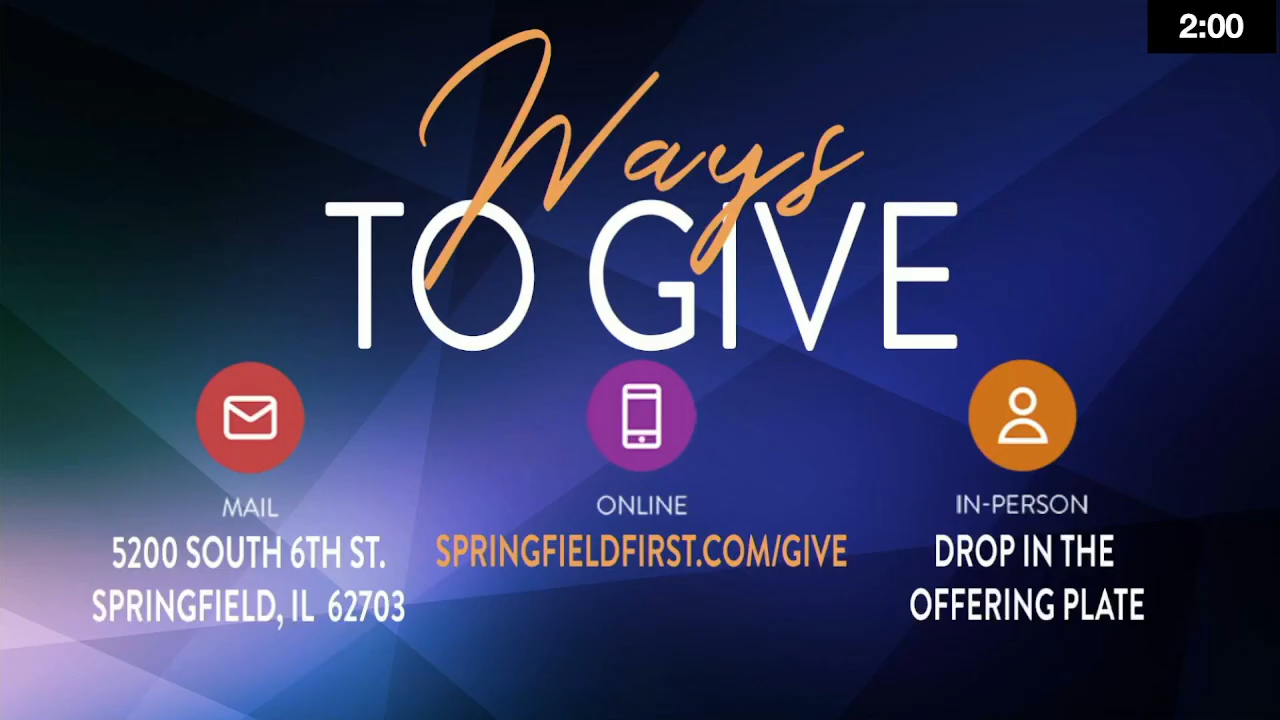 2:00
Ways
TO GIVE
MAIL
5200 SOUTH 6TH ST.
SPRINGFIELD, IL 62703
ONLINE
SPRINGFIELDFIRST.COM/GIVE
IN-PERSON
DROP IN THE
OFFERING PLATE